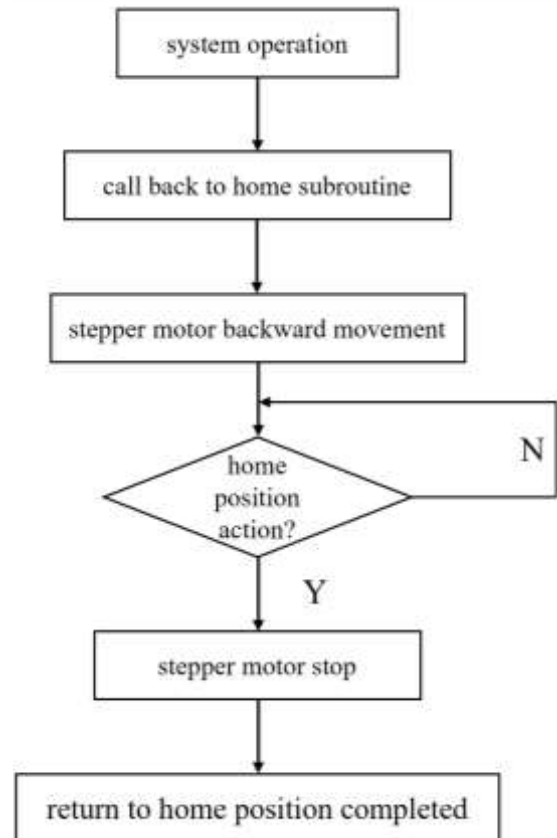 system operation
call back to home subroutine
stepper motor backward movement
N
home
position
action?
Y
stepper motor stop
return to home position completed